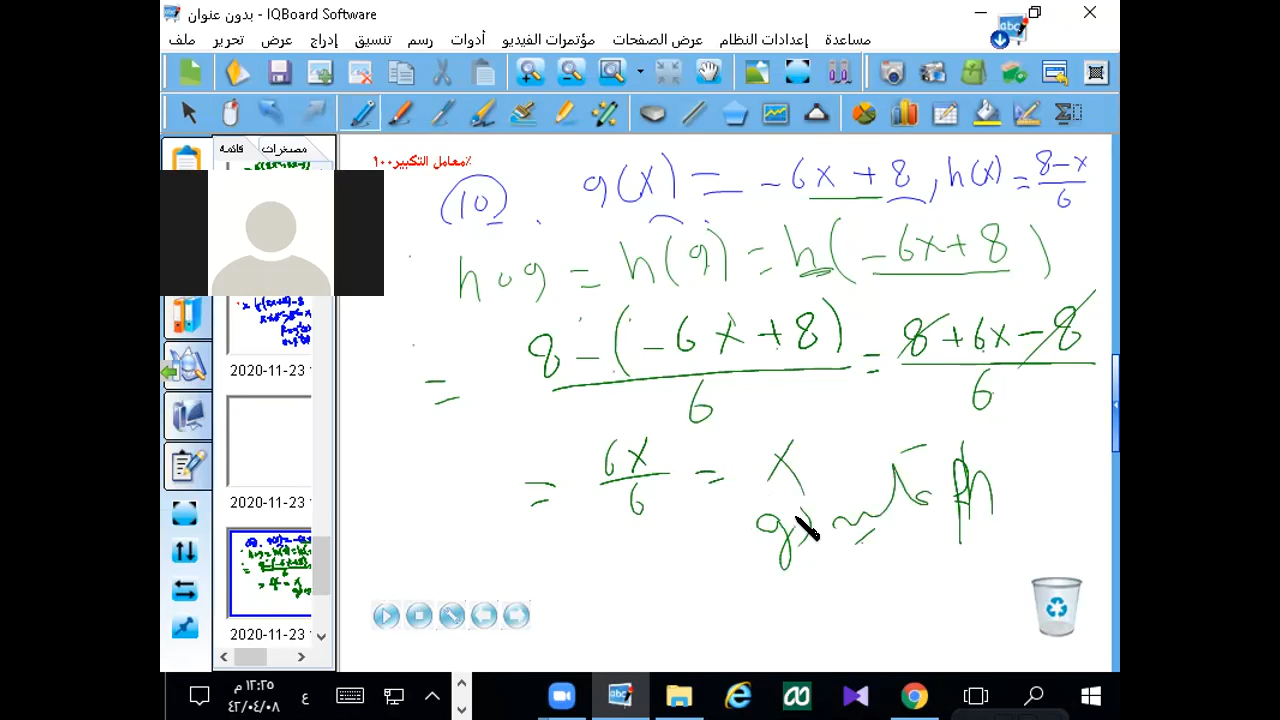 بدون عنوان - IQBoard Software
ملف تحرير عرض إدراج تنسيق رسم أدوات مؤتمرات الفيديو عرض الصفحات إعدادات النظام مساعدة
قائمة مصغرات
معامل التكبير١٠٠٪
10 . g(x) = -6x + 8 , h(x) = 8-x / 6
h∘g = h(g) = h(-6x+8)
= 8-(-6x+8) / 6 = 8+6x-8 / 6
= 6x / 6 = x
2020-11-23
2020-11-23
2020-11-23
abc
١٢:٢٥ م
٤٢/٠٤/٠٨
ع